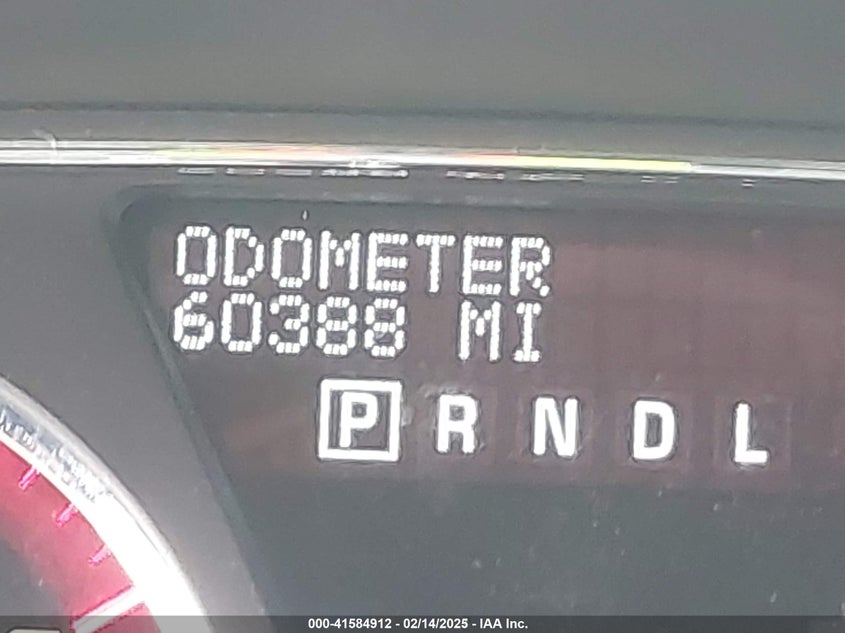 ODOMETER
60388 MI
P R N D L
000-41584912 - 02/14/2025 - IAA Inc.